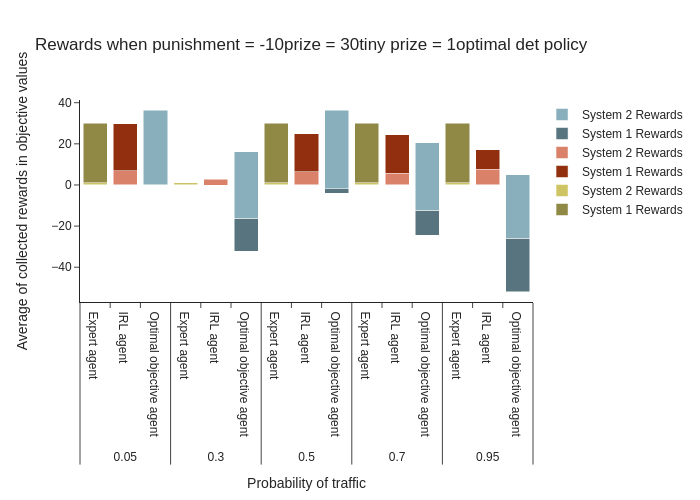 Rewards when punishment = -10prize = 30tiny prize = 1optimal det policy
Average of collected rewards in objective values
40
20
0
−20
−40
System 2 Rewards
System 1 Rewards
System 2 Rewards
System 1 Rewards
System 2 Rewards
System 1 Rewards
Expert agent
IRL agent
Optimal objective agent
Expert agent
IRL agent
Optimal objective agent
Expert agent
IRL agent
Optimal objective agent
Expert agent
IRL agent
Optimal objective agent
Expert agent
IRL agent
Optimal objective agent
0.05
0.3
0.5
0.7
0.95
Probability of traffic